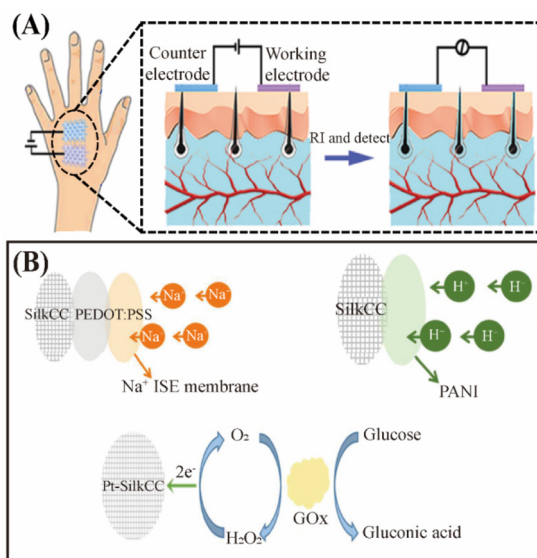 (A)
Counter
electrode
Working
electrode
RI and detect
(B)
SilkCC
PEDOT:PSS
Na
Na⁺
Na
Na
Na⁺ ISE membrane
SilkCC
H⁺
H⁺
H⁺
H⁺
PANI
Pt-SilkCC
2e⁻
O₂
H₂O₂
GOx
Glucose
Gluconic acid